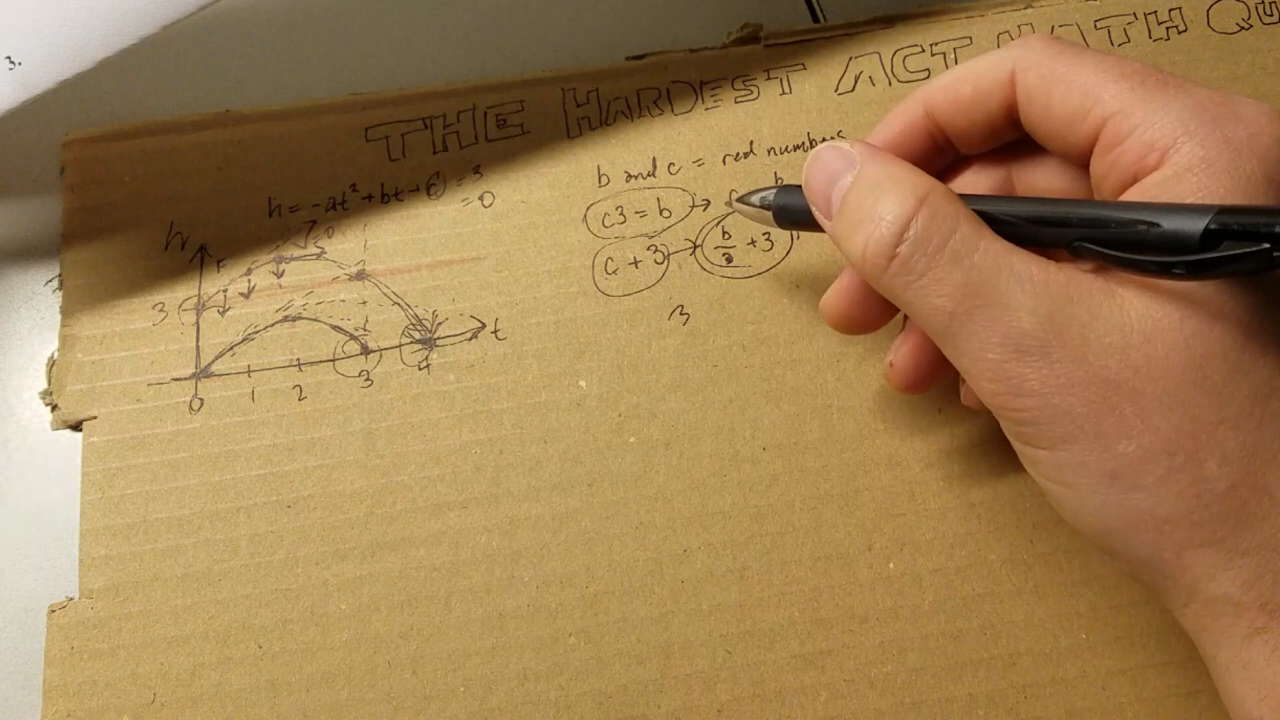 3.
THE HARDEST ACT MATH QU
b and c = real numbers
h = -at² + bt + c = 3
= 0
c3 = b → c b
c + 3 → b/3 + 3
3
h
3
t
0 1 2 3 4